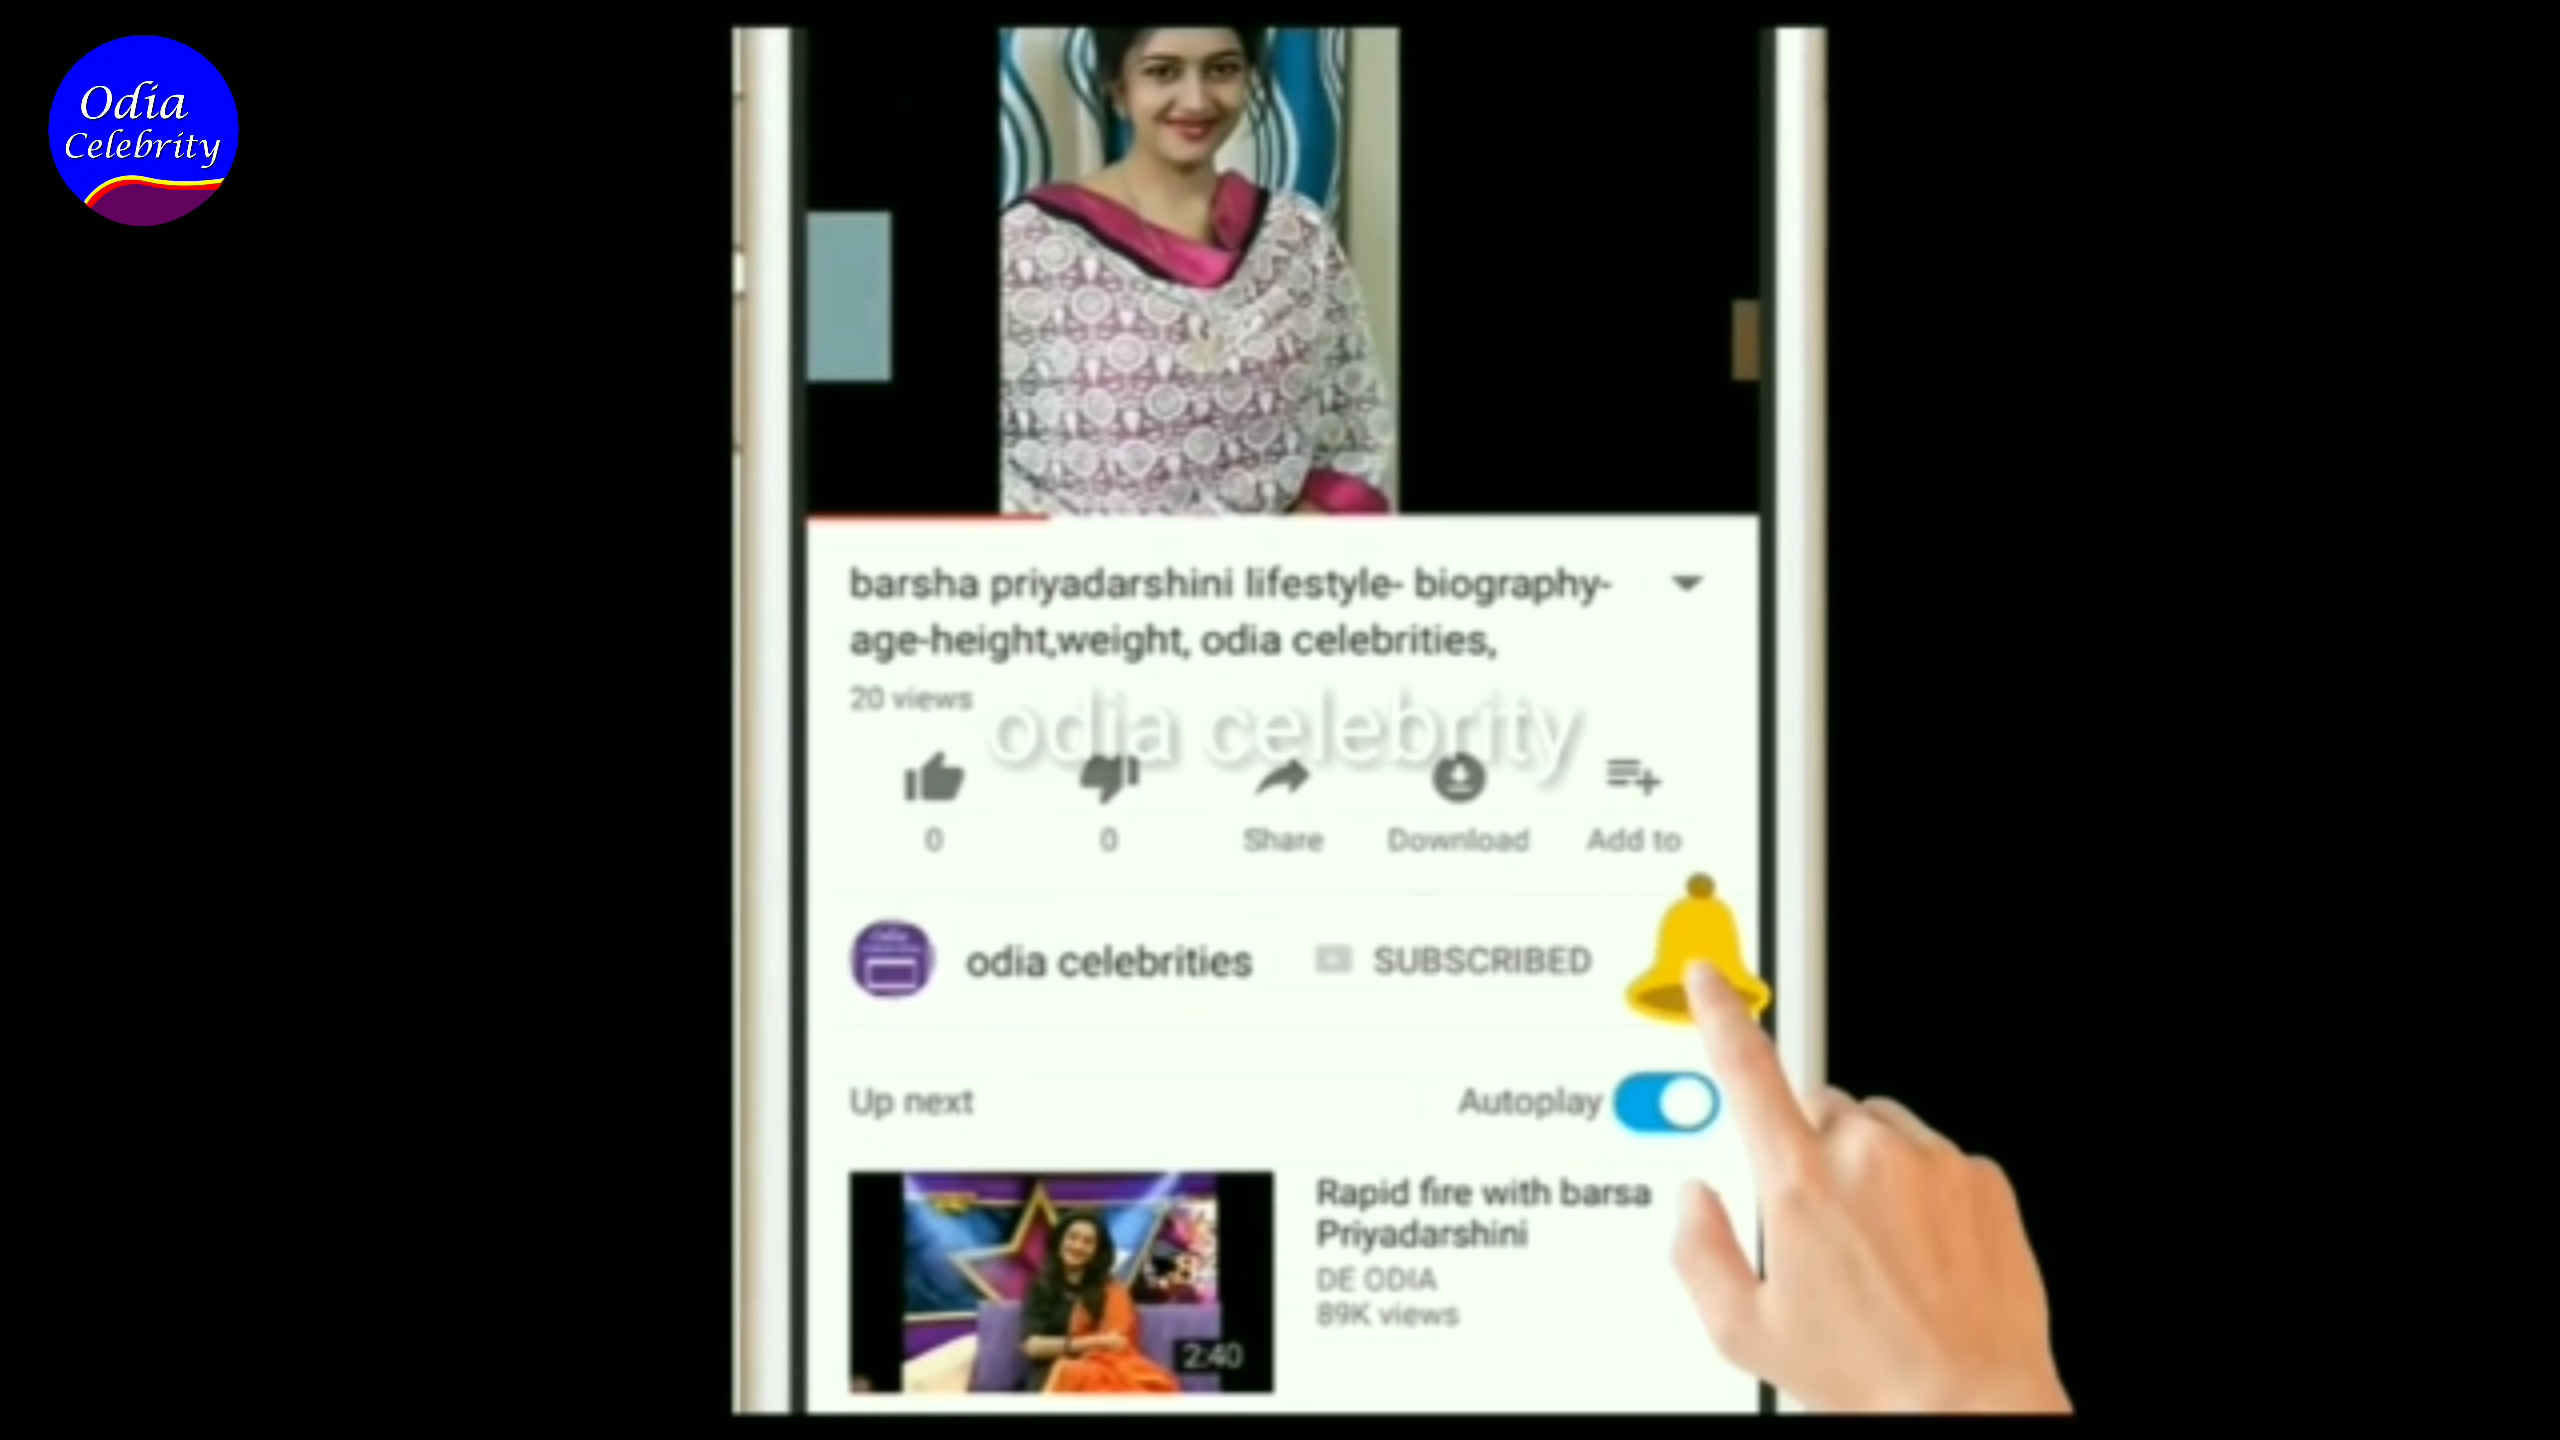 Odia
Celebrity
barsha priyadarshini lifestyle- biography-
age-height,weight, odia celebrities,
20 views
odia celebrity
0
0
Share
Download
Add to
odia celebrities
SUBSCRIBED
Up next
Autoplay
Rapid fire with barsa
Priyadarshini
DE ODIA
89K views
2:40